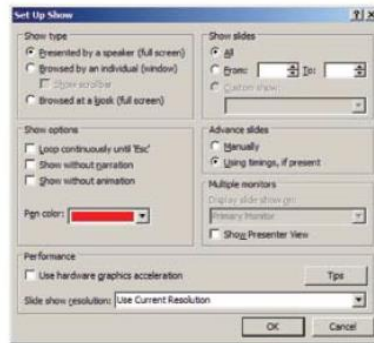 Set Up Show
Show type
Presented by a speaker (full screen)
Browsed by an individual (window)
Show scrollbar
Browsed at a kiosk (full screen)
Show slides
All
From: To:
Custom show:
Show options
Loop continuously until 'Esc'
Show without narration
Show without animation
Pen color:
Advance slides
Manually
Using timings, if present
Multiple monitors
Display slide show on:
Primary Monitor
Show Presenter View
Performance
Use hardware graphics acceleration
Tips
Slide show resolution: Use Current Resolution
OK Cancel